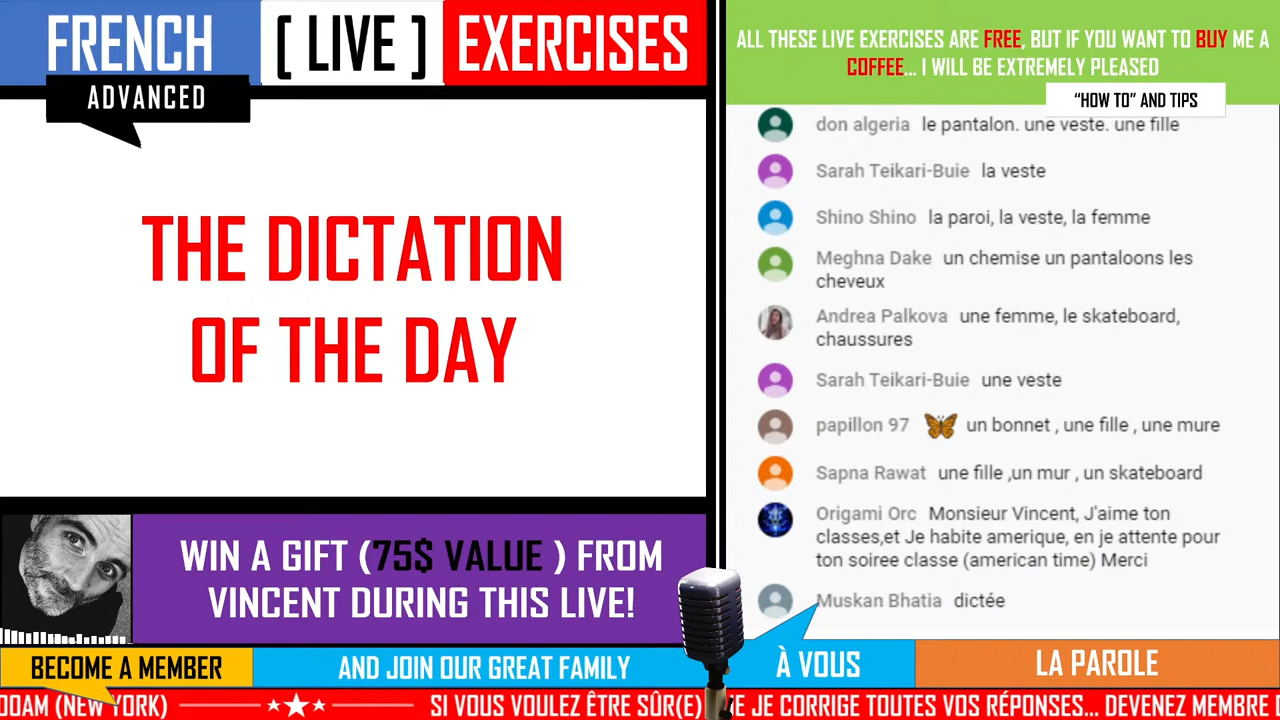 FRENCH [ LIVE ] EXERCISES
ADVANCED
THE DICTATION
OF THE DAY
WIN A GIFT (75$ VALUE ) FROM
VINCENT DURING THIS LIVE!
BECOME A MEMBER
AND JOIN OUR GREAT FAMILY
ALL THESE LIVE EXERCISES ARE FREE, BUT IF YOU WANT TO BUY ME A
COFFEE... I WILL BE EXTREMELY PLEASED
“HOW TO” AND TIPS
don algeria le pantalon. une veste. une fille
Sarah Teikari-Buie la veste
Shino Shino la paroi, la veste, la femme
Meghna Dake un chemise un pantaloons les
cheveux
Andrea Palkova une femme, le skateboard,
chaussures
Sarah Teikari-Buie une veste
papillon 97 un bonnet , une fille , une mure
Sapna Rawat une fille ,un mur , un skateboard
Origami Orc Monsieur Vincent, J'aime ton
classes,et Je habite amerique, en je attente pour
ton soiree classe (american time) Merci
Muskan Bhatia dictée
À VOUS
LA PAROLE
(NEW YORK) SI VOUS VOULEZ ÊTRE SÛR(E) JE CORRIGE TOUTES VOS RÉPONSES... DEVENEZ MEMBRE